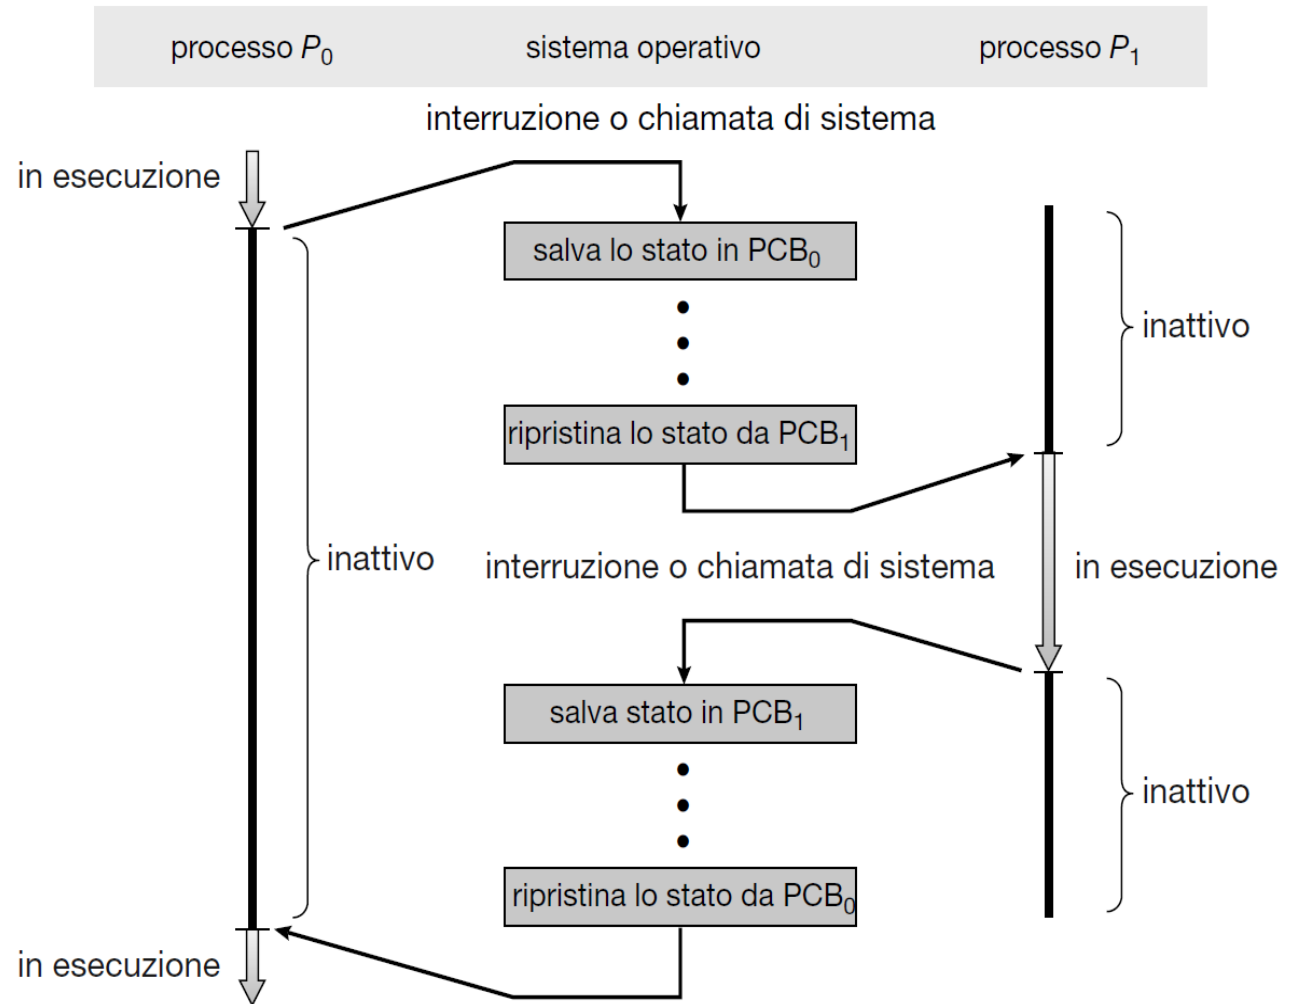 processo P₀ sistema operativo processo P₁
interruzione o chiamata di sistema
in esecuzione
salva lo stato in PCB₀
inattivo
ripristina lo stato da PCB₁
inattivo
interruzione o chiamata di sistema
in esecuzione
salva stato in PCB₁
inattivo
ripristina lo stato da PCB₀
in esecuzione